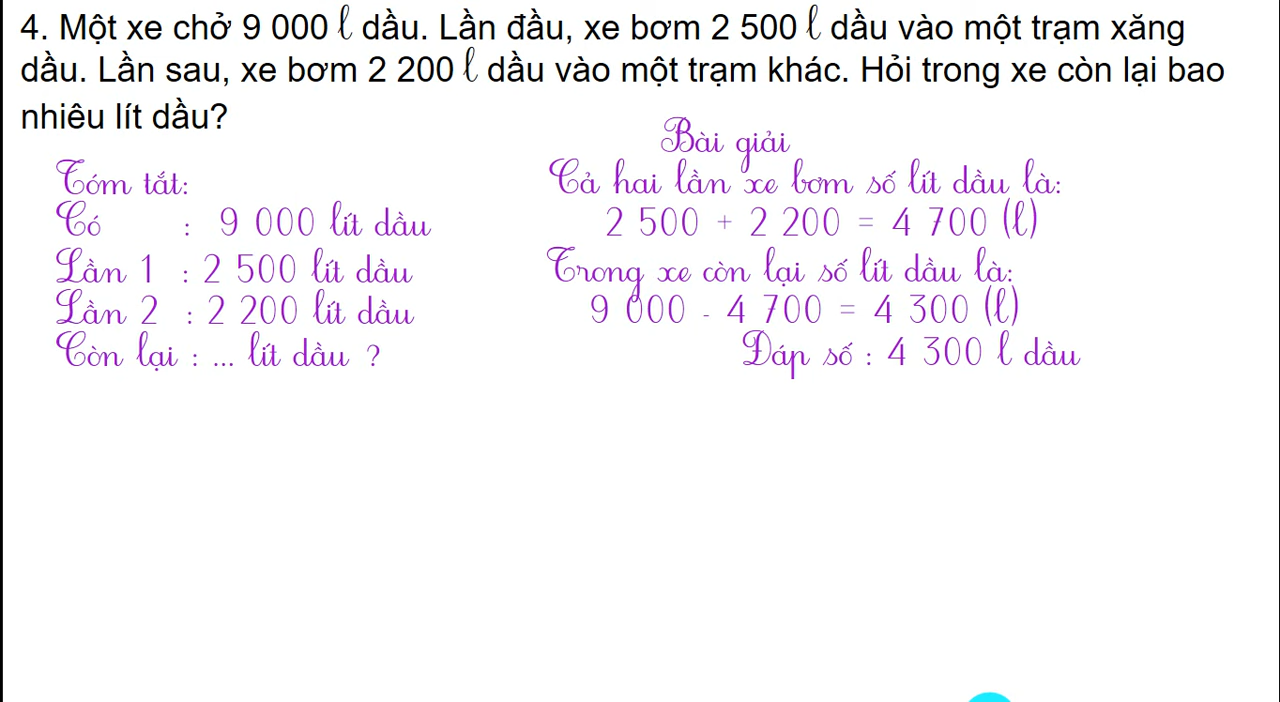 4. Một xe chở 9 000 ℓ dầu. Lần đầu, xe bơm 2 500 ℓ dầu vào một trạm xăng
dầu. Lần sau, xe bơm 2 200 ℓ dầu vào một trạm khác. Hỏi trong xe còn lại bao
nhiêu lít dầu?
Tóm tắt:
Có : 9 000 lít dầu
Lần 1 : 2 500 lít dầu
Lần 2 : 2 200 lít dầu
Còn lại : ... lít dầu ?
Bài giải
Cả hai lần xe bơm số lít dầu là:
2 500 + 2 200 = 4 700 (ℓ)
Trong xe còn lại số lít dầu là:
9 000 - 4 700 = 4 300 (ℓ)
Đáp số : 4 300 ℓ dầu